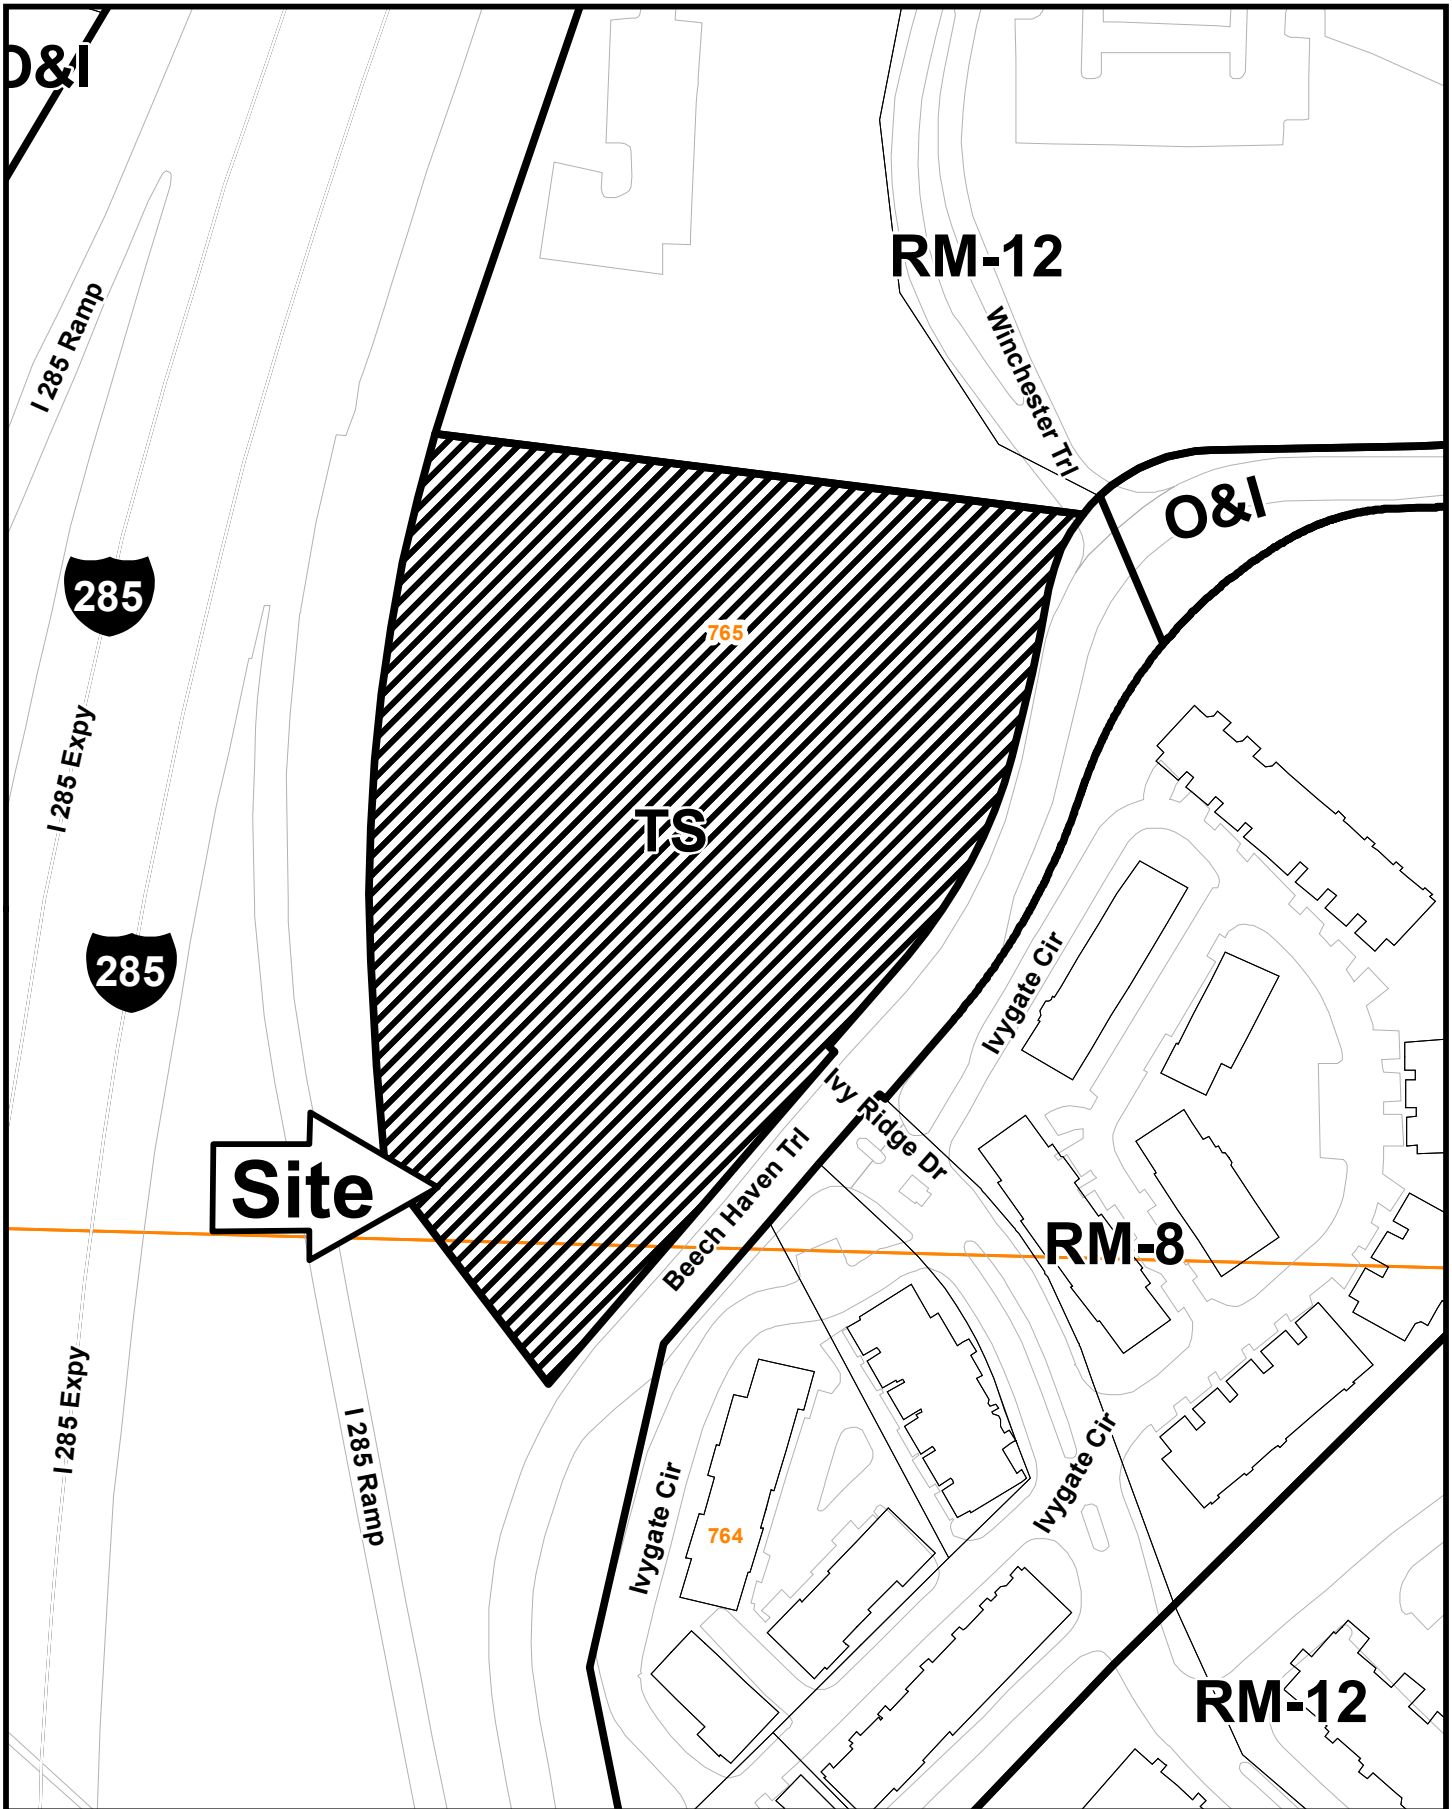 O&I
RM-12
I 285 Ramp
Winchester Trl
O&I
285
765
I 285 Expy
TS
285
Ivygate Cir
Ivy Ridge Dr
Site
Beech Haven Trl
RM-8
I 285 Expy
I 285 Ramp
Ivygate Cir
Ivygate Cir
764
RM-12